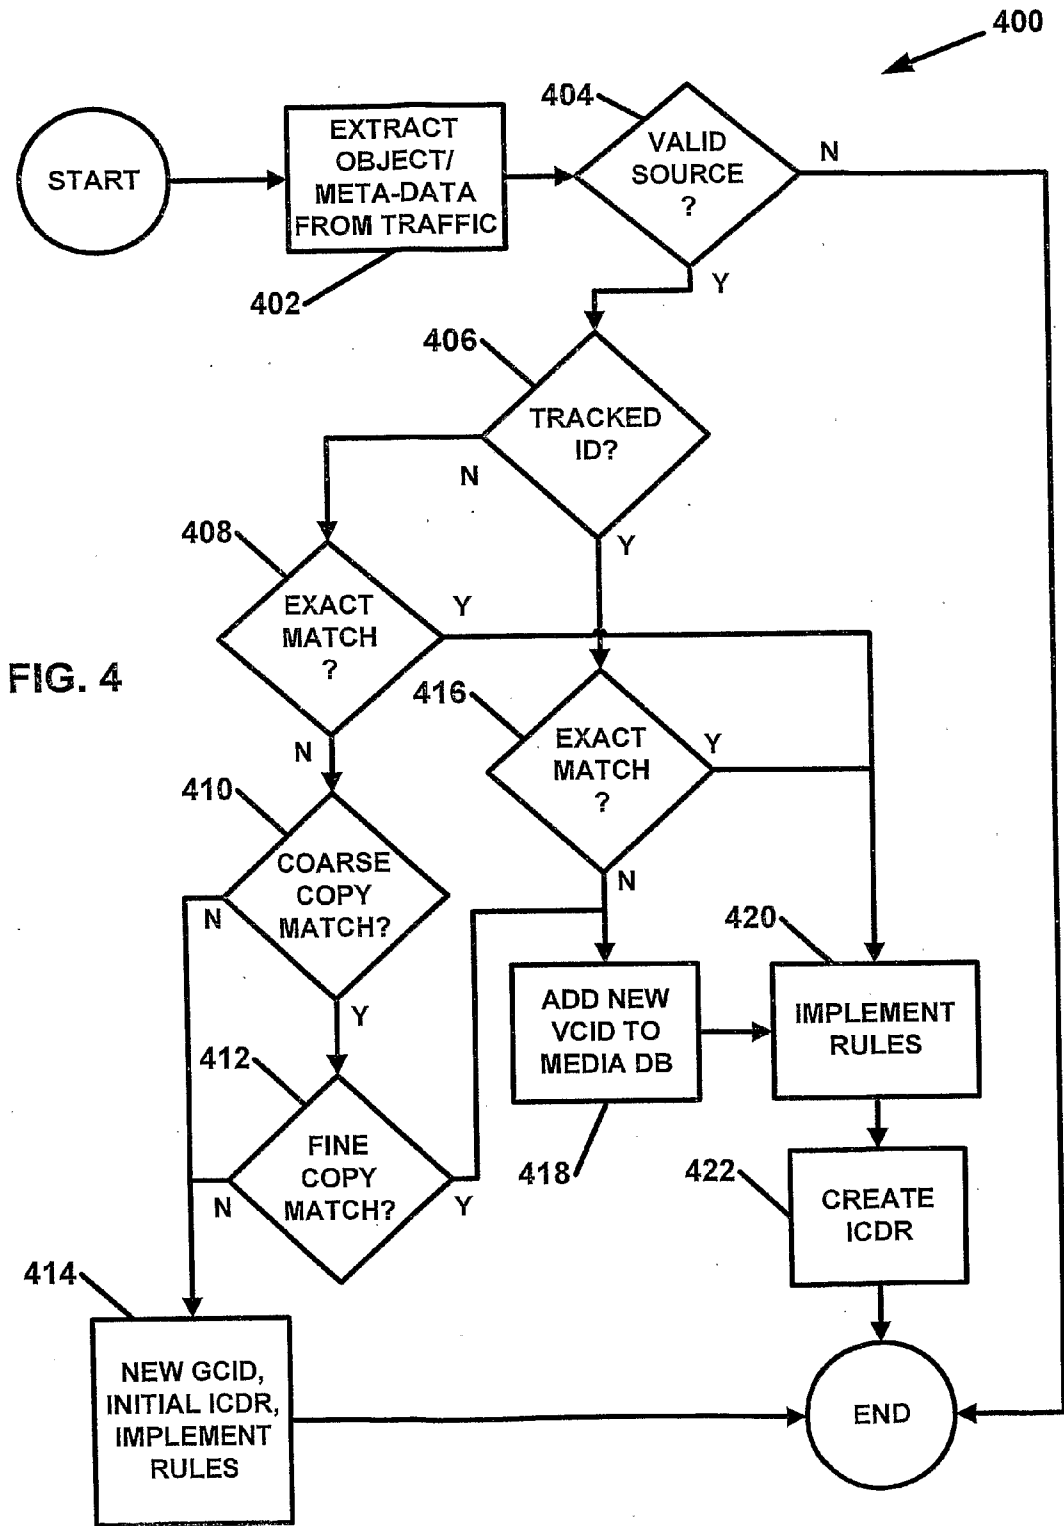 400
404
START
EXTRACT
OBJECT/
META-DATA
FROM TRAFFIC
VALID
SOURCE
?
N
402
Y
406
TRACKED
ID?
N
Y
408
EXACT
MATCH
?
Y
N
FIG. 4
416
EXACT
MATCH
?
Y
N
410
COARSE
COPY
MATCH?
N
Y
420
ADD NEW
VCID TO
MEDIA DB
IMPLEMENT
RULES
412
FINE
COPY
MATCH?
N
Y
418
422
CREATE
ICDR
414
NEW GCID,
INITIAL ICDR,
IMPLEMENT
RULES
END